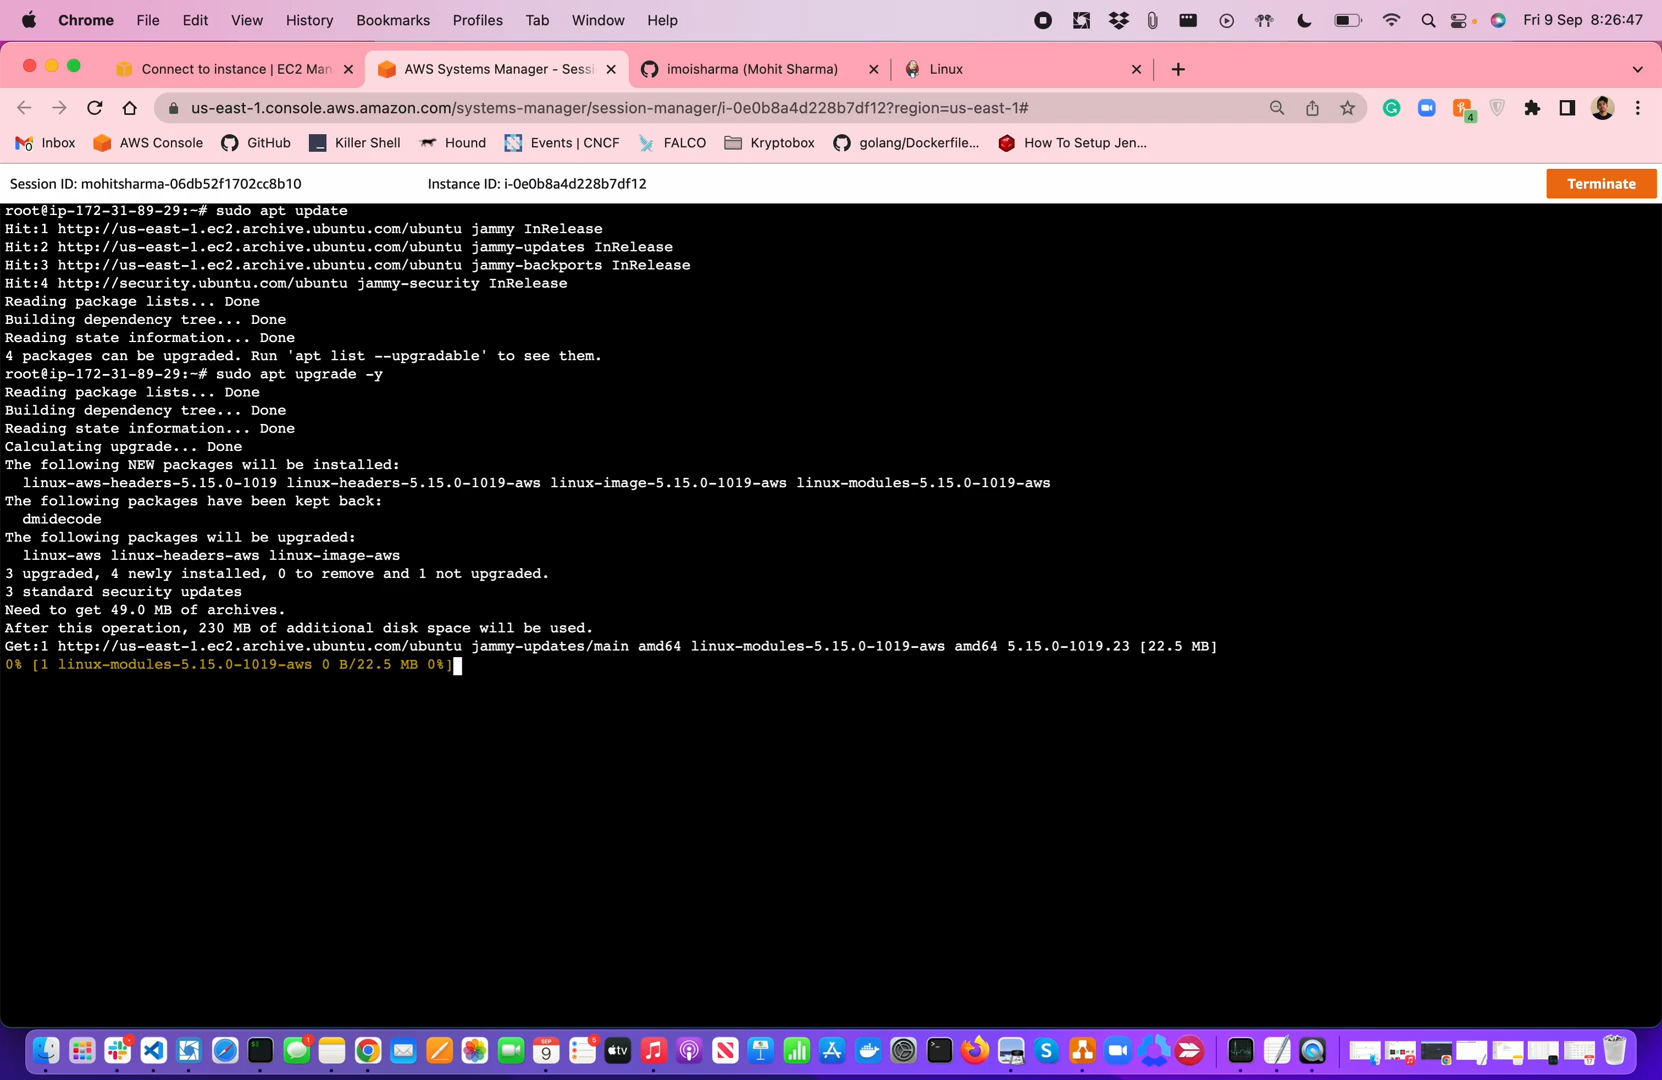 Chrome File Edit View History Bookmarks Profiles Tab Window Help Fri 9 Sep 8:26:47
Connect to instance | EC2 Man
AWS Systems Manager - Sessi
imoisharma (Mohit Sharma)
Linux
us-east-1.console.aws.amazon.com/systems-manager/session-manager/i-0e0b8a4d228b7df12?region=us-east-1#
4
Inbox AWS Console GitHub Killer Shell Hound Events | CNCF FALCO Kryptobox golang/Dockerfile... How To Setup Jen...
Session ID: mohitsharma-06db52f1702cc8b10 Instance ID: i-0e0b8a4d228b7df12 Terminate
root@ip-172-31-89-29:~# sudo apt update
Hit:1 http://us-east-1.ec2.archive.ubuntu.com/ubuntu jammy InRelease
Hit:2 http://us-east-1.ec2.archive.ubuntu.com/ubuntu jammy-updates InRelease
Hit:3 http://us-east-1.ec2.archive.ubuntu.com/ubuntu jammy-backports InRelease
Hit:4 http://security.ubuntu.com/ubuntu jammy-security InRelease
Reading package lists... Done
Building dependency tree... Done
Reading state information... Done
4 packages can be upgraded. Run 'apt list --upgradable' to see them.
root@ip-172-31-89-29:~# sudo apt upgrade -y
Reading package lists... Done
Building dependency tree... Done
Reading state information... Done
Calculating upgrade... Done
The following NEW packages will be installed:
linux-aws-headers-5.15.0-1019 linux-headers-5.15.0-1019-aws linux-image-5.15.0-1019-aws linux-modules-5.15.0-1019-aws
The following packages have been kept back:
dmidecode
The following packages will be upgraded:
linux-aws linux-headers-aws linux-image-aws
3 upgraded, 4 newly installed, 0 to remove and 1 not upgraded.
3 standard security updates
Need to get 49.0 MB of archives.
After this operation, 230 MB of additional disk space will be used.
Get:1 http://us-east-1.ec2.archive.ubuntu.com/ubuntu jammy-updates/main amd64 linux-modules-5.15.0-1019-aws amd64 5.15.0-1019.23 [22.5 MB]
0% [1 linux-modules-5.15.0-1019-aws 0 B/22.5 MB 0%]